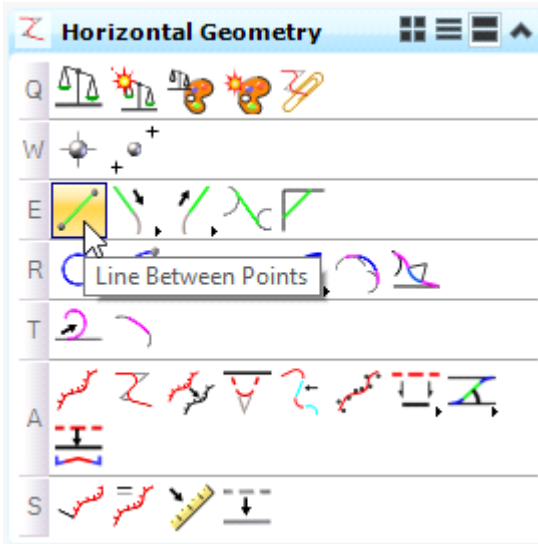 Horizontal Geometry
Q
W
E
R
Line Between Points
T
A
S